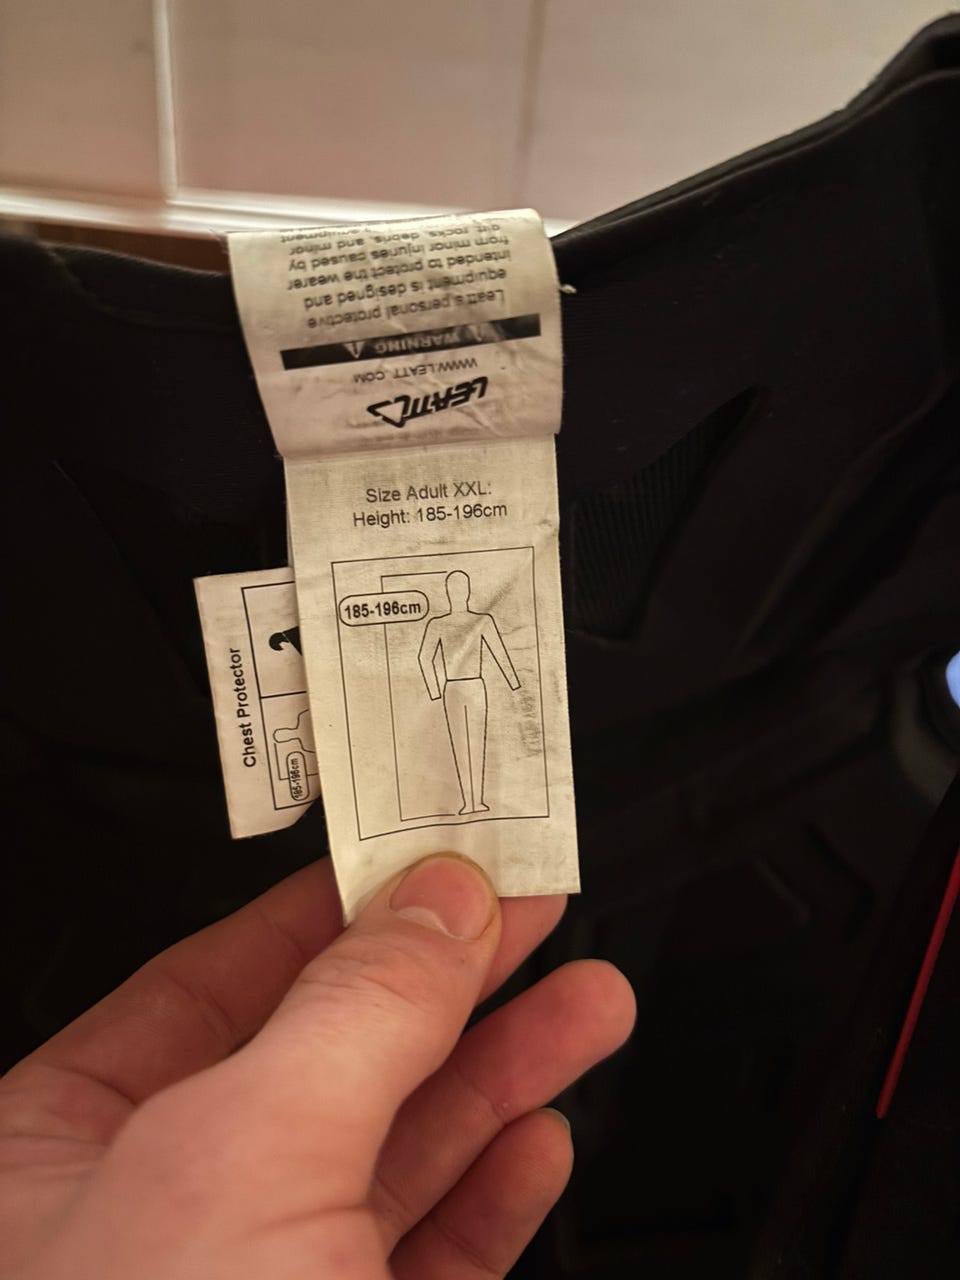 Leatt's personal protective
equipment is designed and
intended to protect the wearer
from minor injuries caused by
rocks, debris, and minor
equipment
WARNING
WWW.LEATT.COM
LEATT
Size Adult XXL:
Height: 185-196cm
185-196cm
Chest Protector
185-196cm